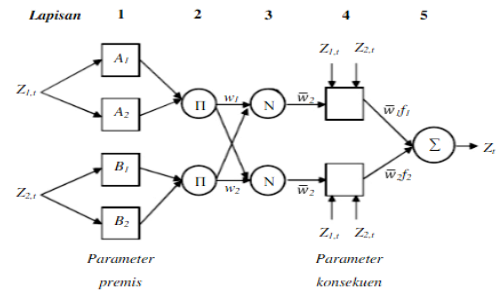 Lapisan 1 2 3 4 5
Z1,t Z2,t
A1
Z1,t
A2
Π w1 N w̅2 w̅1f1
Σ Zt
B1
Z2,t
B2
Π w2 N w̅2 w̅2f2
Z1,t Z2,t
Parameter premis
Parameter konsekuen